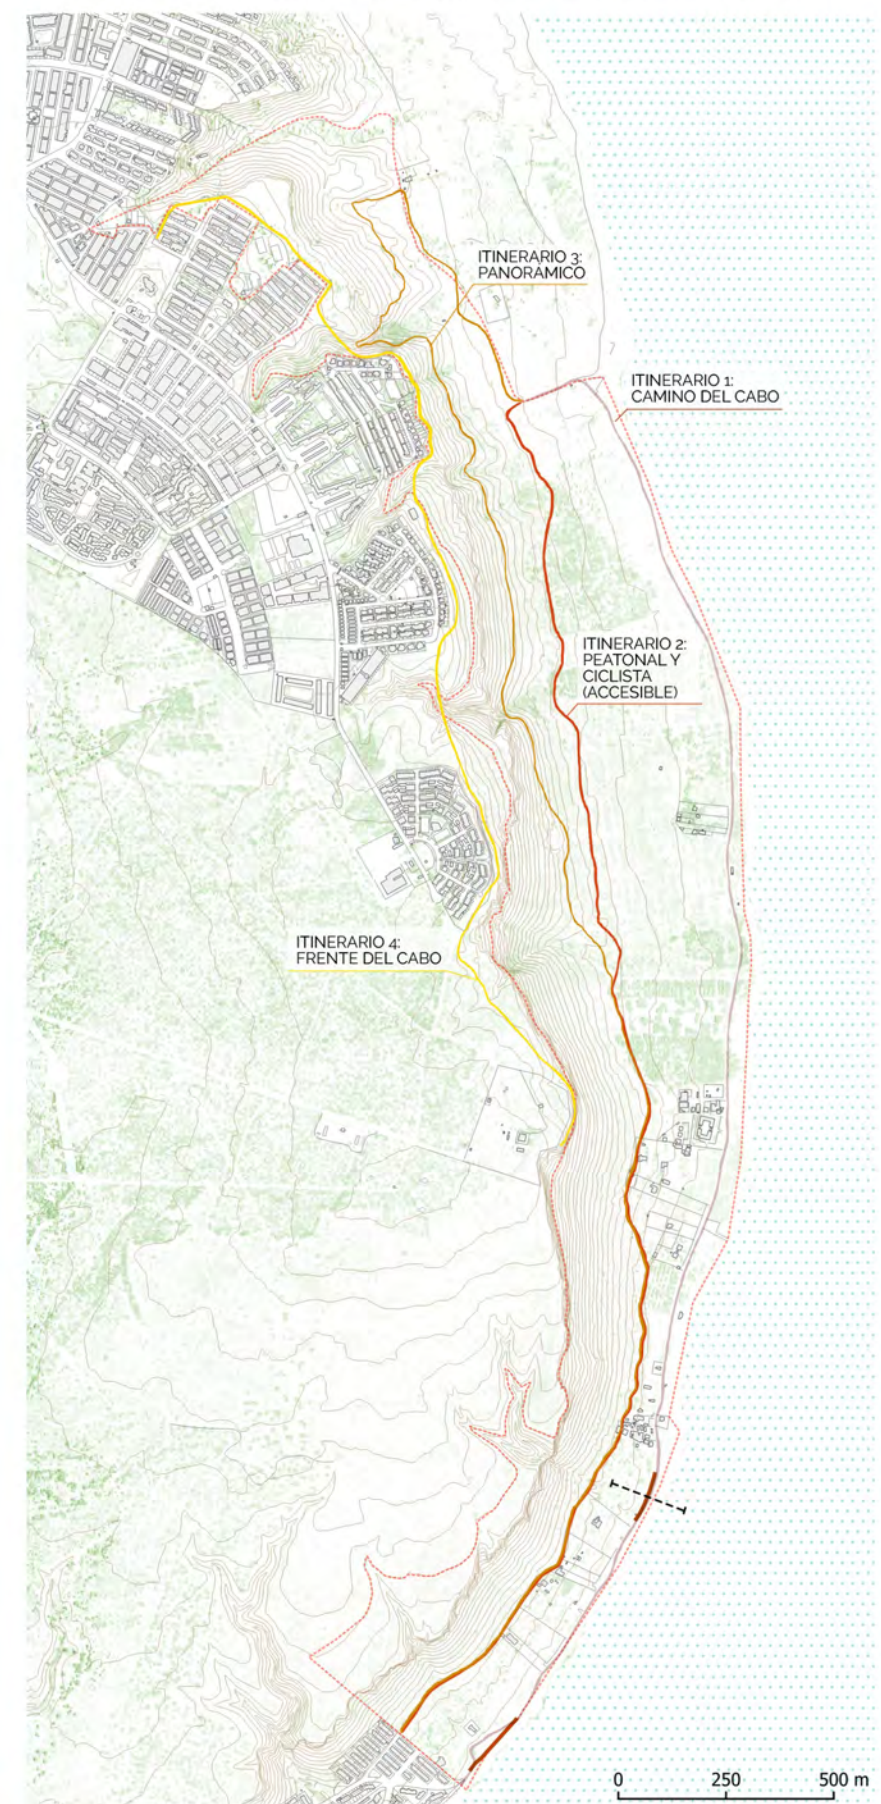 ITINERARIO 3:
PANORÁMICO
ITINERARIO 1:
CAMINO DEL CABO
ITINERARIO 2:
PEATONAL Y
CICLISTA
(ACCESIBLE)
ITINERARIO 4:
FRENTE DEL CABO
0 250 500 m